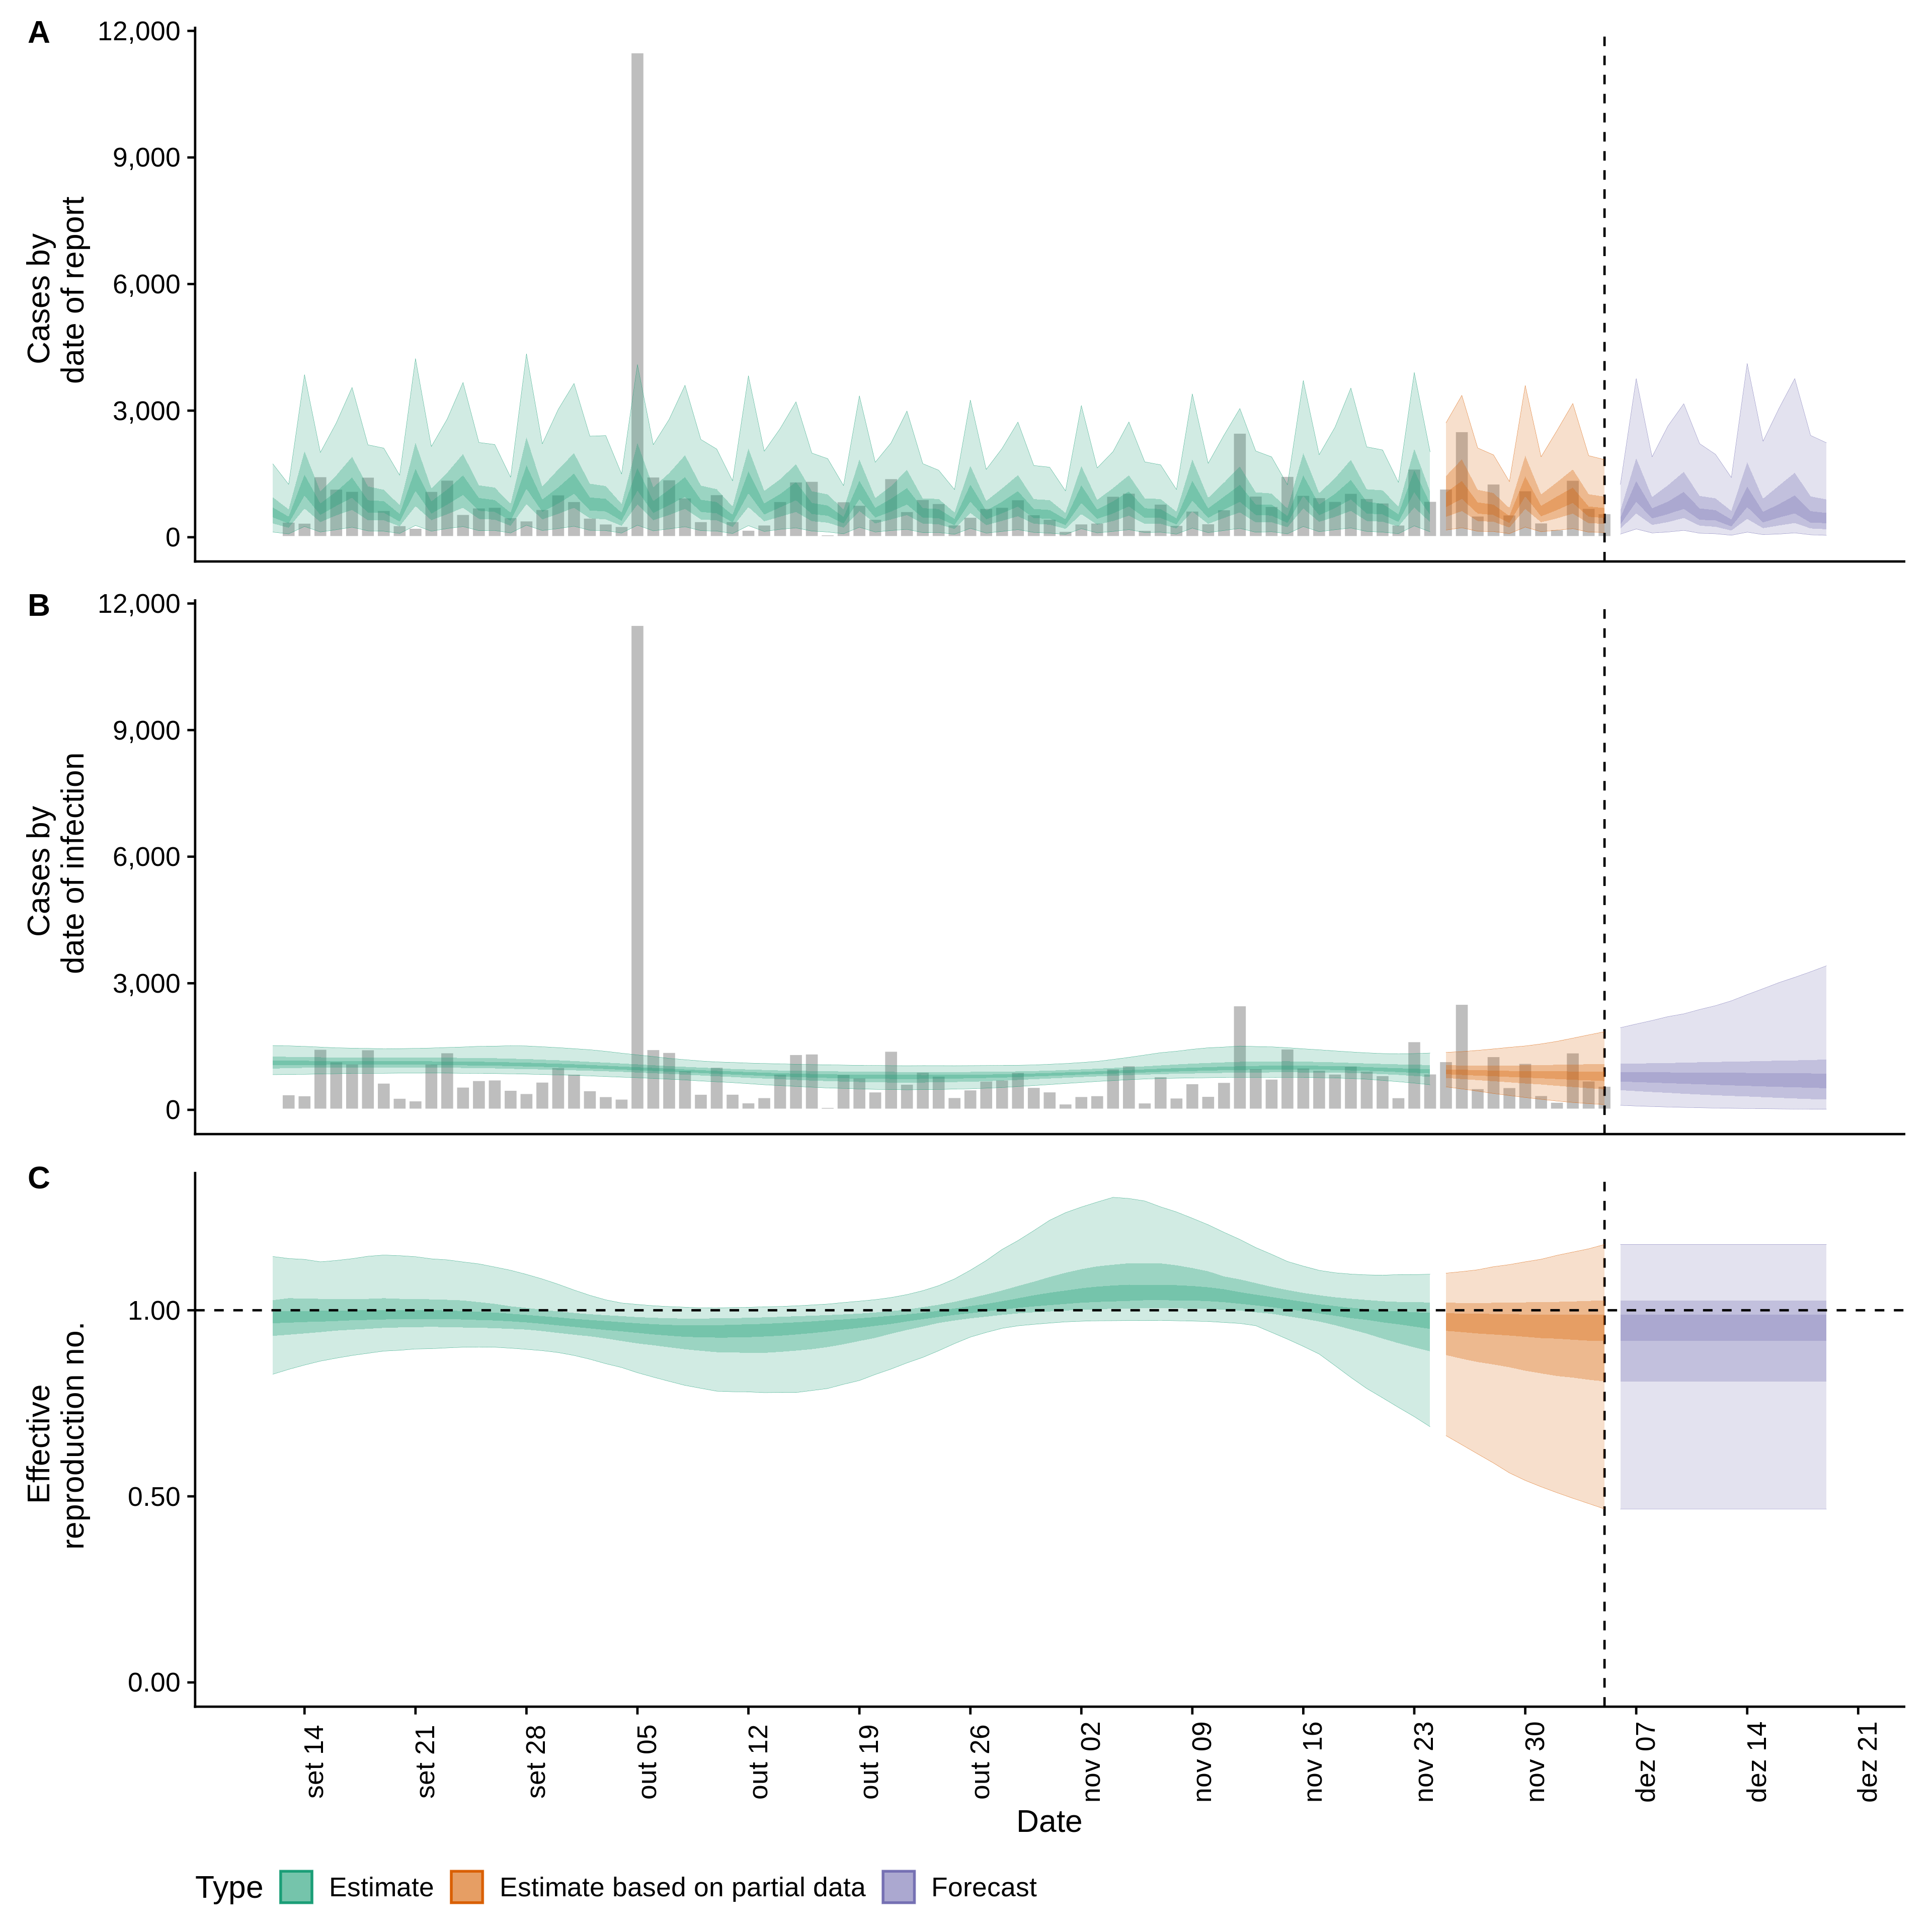 A
12,000
9,000
6,000
3,000
0
Cases by
date of report
B
12,000
9,000
6,000
3,000
0
Cases by
date of infection
C
1.00
0.50
0.00
Effective
reproduction no.
set 14
set 21
set 28
out 05
out 12
out 19
out 26
nov 02
nov 09
nov 16
nov 23
nov 30
dez 07
dez 14
dez 21
Date
Type Estimate Estimate based on partial data Forecast